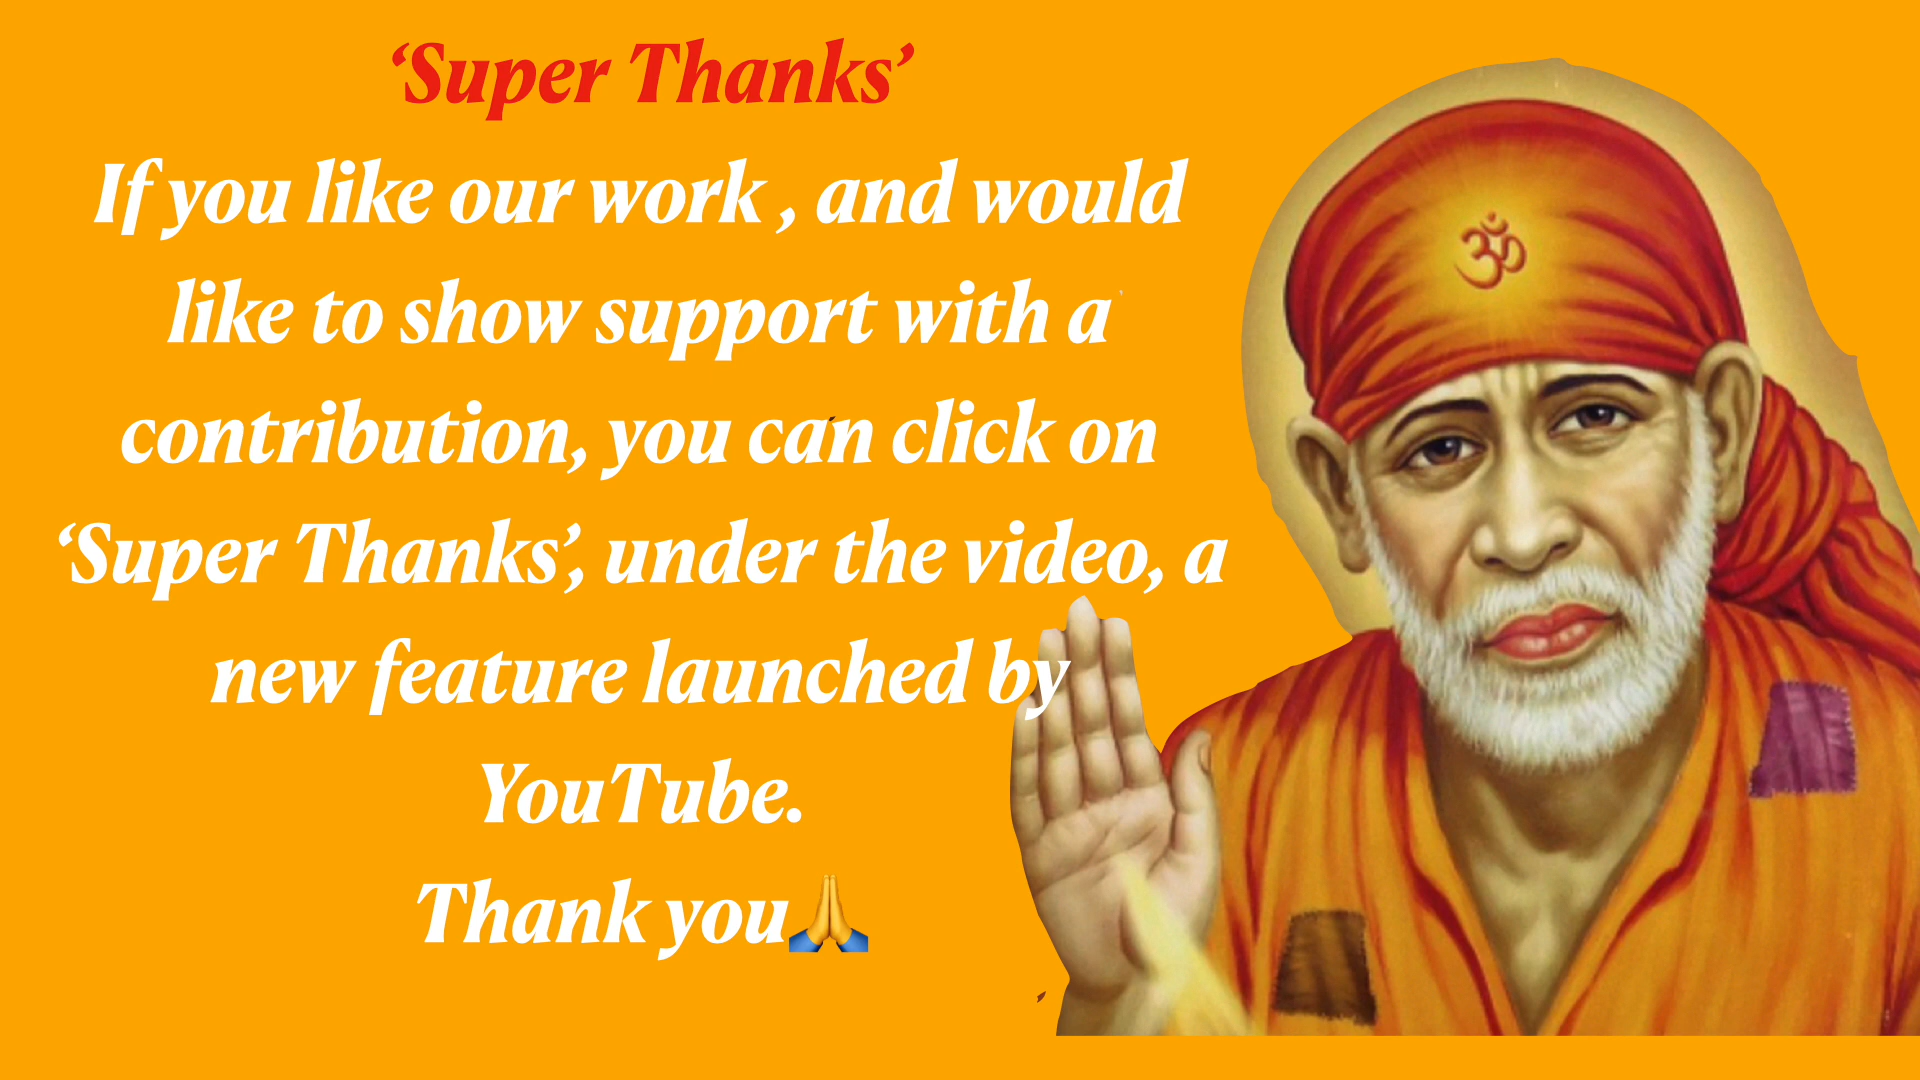 ‘Super Thanks’
If you like our work , and would
like to show support with a
contribution, you can click on
‘Super Thanks’, under the video, a
new feature launched by
YouTube.
Thank you🙏
ॐ